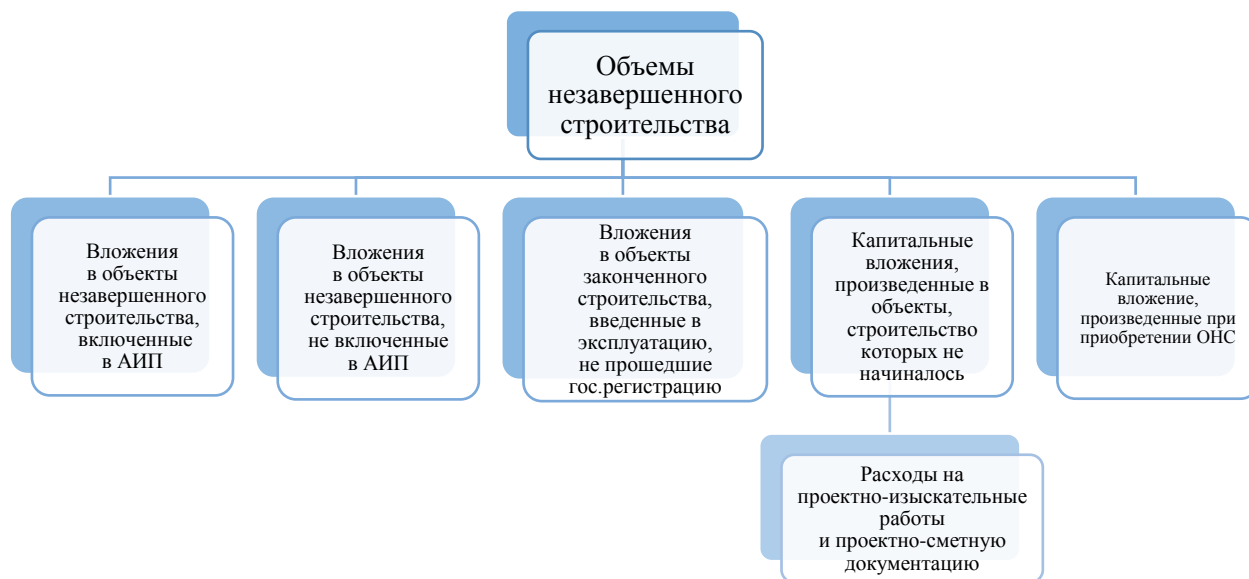 Объемы
незавершенного
строительства
Вложения
в объекты
незавершенного
строительства,
включенные
в АИП
Вложения
в объекты
незавершенного
строительства,
не включенные
в АИП
Вложения
в объекты
законченного
строительства,
введенные в
эксплуатацию,
не прошедшие
гос.регистрацию
Капитальные
вложения,
произведенные в
объекты,
строительство
которых не
начиналось
Капитальные
вложение,
произведенные при
приобретении ОНС
Расходы на
проектно-изыскательные
работы
и проектно-сметную
документацию